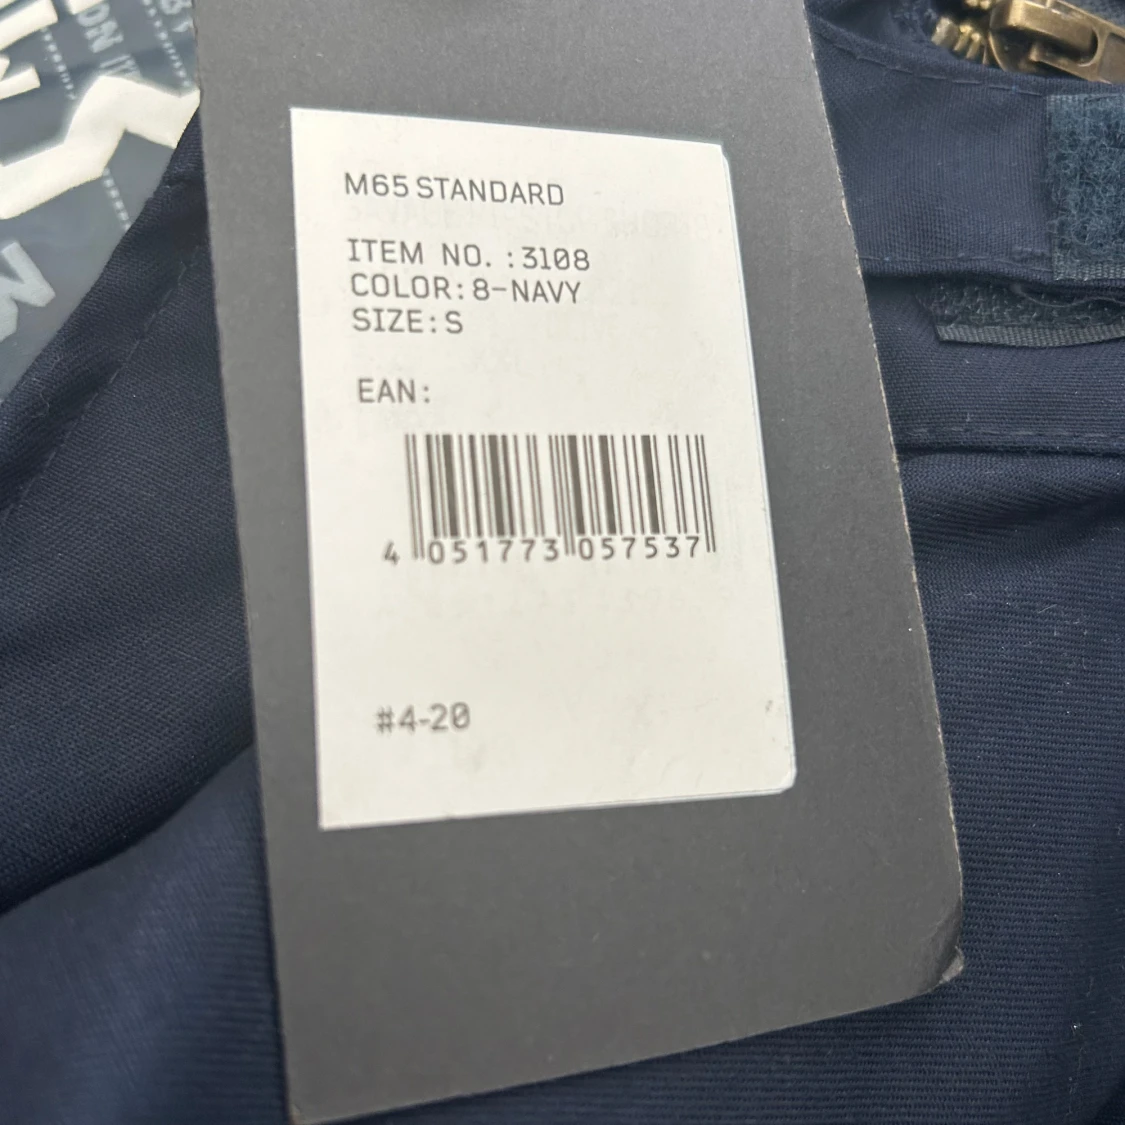 M65 STANDARD
ITEM NO. :3108
COLOR: 8-NAVY
SIZE: S
EAN:
4 051773 057537
#4-20